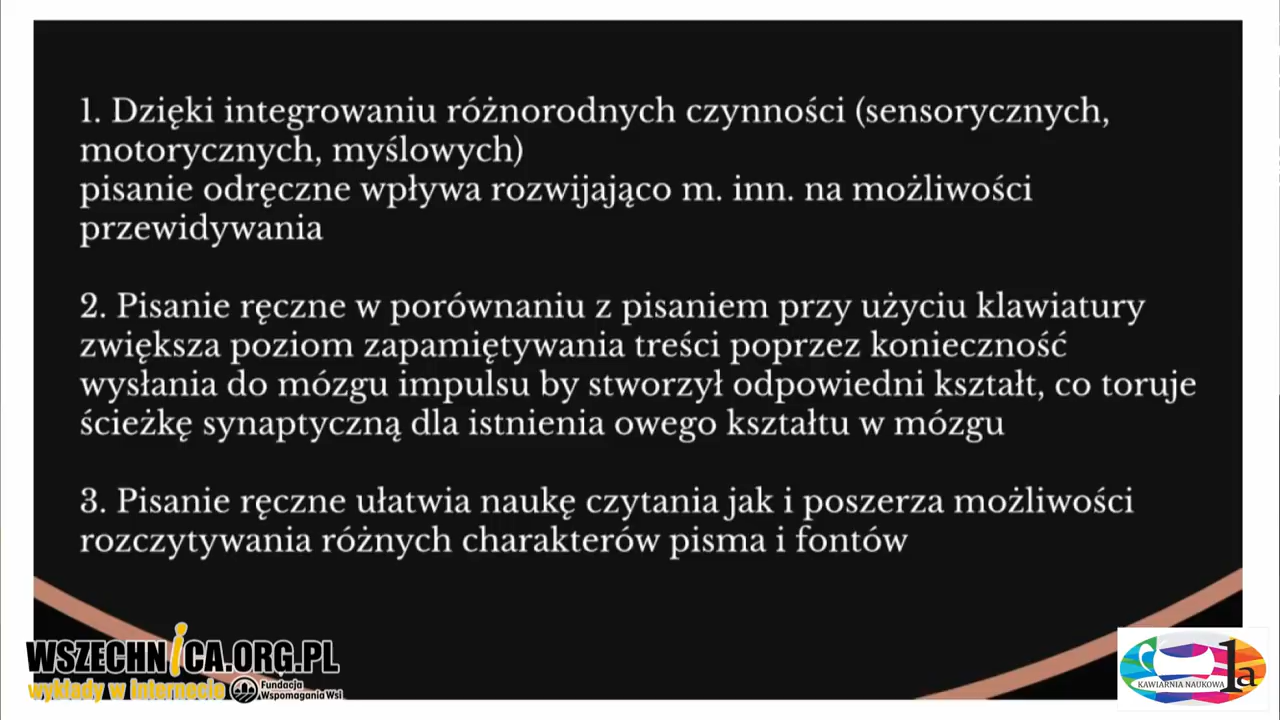 1. Dzięki integrowaniu różnorodnych czynności (sensorycznych,
motorycznych, myślowych)
pisanie odręczne wpływa rozwijająco m. inn. na możliwości
przewidywania
2. Pisanie ręczne w porównaniu z pisaniem przy użyciu klawiatury
zwiększa poziom zapamiętywania treści poprzez konieczność
wysłania do mózgu impulsu by stworzył odpowiedni kształt, co toruje
ścieżkę synaptyczną dla istnienia owego kształtu w mózgu
3. Pisanie ręczne ułatwia naukę czytania jak i poszerza możliwości
rozczytywania różnych charakterów pisma i fontów
WSZECHNICA.ORG.PL
wykłady w internecie
Fundacja
Wspomagania Wsi
KAWIARNIA NAUKOWA
1a